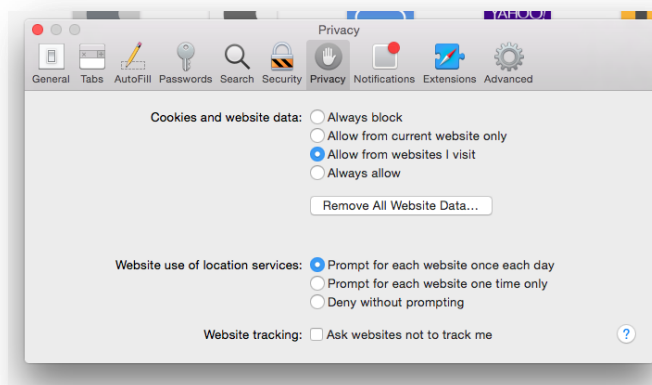 YAHOO!
Privacy
General Tabs AutoFill Passwords Search Security Privacy Notifications Extensions Advanced
Cookies and website data: Always block
Allow from current website only
Allow from websites I visit
Always allow
Remove All Website Data...
Website use of location services: Prompt for each website once each day
Prompt for each website one time only
Deny without prompting
Website tracking: Ask websites not to track me
?